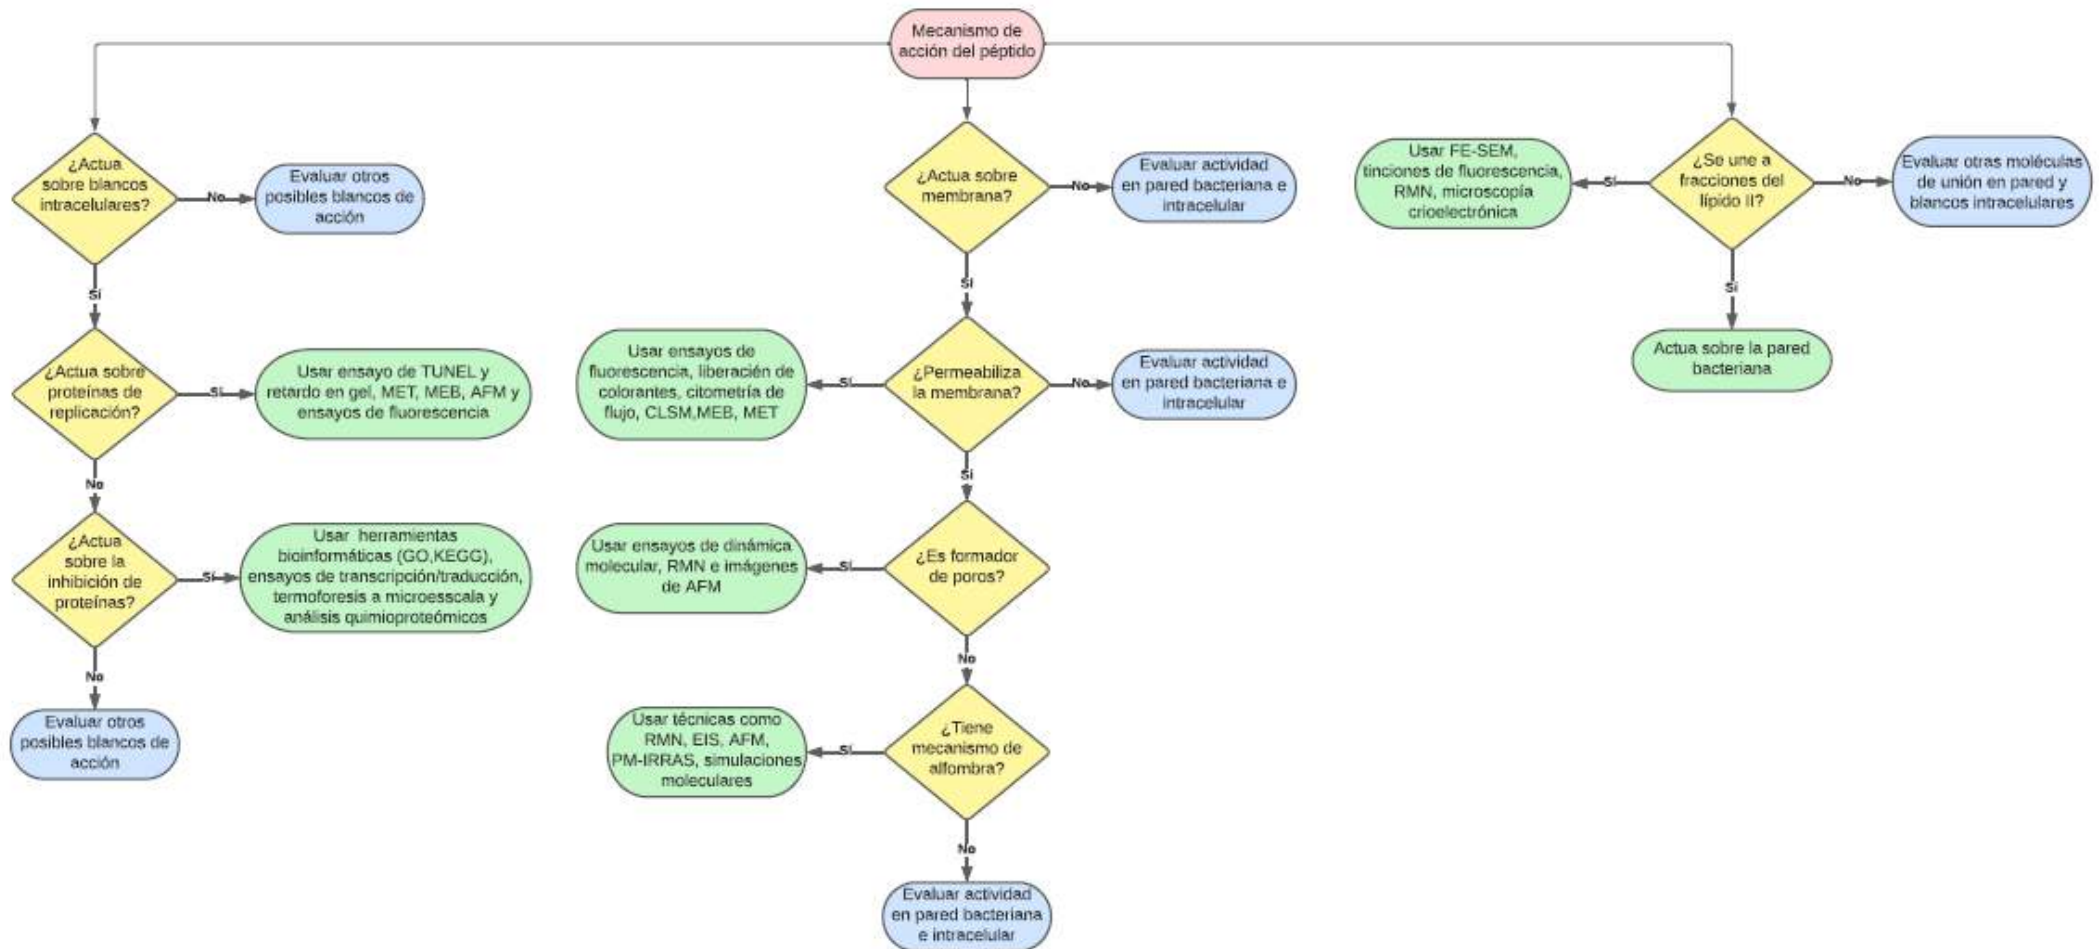 Mecanismo de
acción del péptido
¿Actua
sobre blancos
intracelulares?
No
Evaluar otros
posibles blancos de
acción
Sí
¿Actua sobre
proteínas de
replicación?
Sí
Usar ensayo de TUNEL y
retardo en gel, MET, MEB, AFM y
ensayos de fluorescencia
No
¿Actua
sobre la
inhibición de
proteínas?
Sí
Usar herramientas
bioinformáticas (GO,KEGG),
ensayos de transcripción/traducción,
termoforesis a microesscala y
análisis quimioproteómicos
No
Evaluar otros
posibles blancos de
acción
¿Actua sobre
membrana?
No
Evaluar actividad
en pared bacteriana e
intracelular
Sí
¿Permeabiliza
la membrana?
Sí
Usar ensayos de
fluorescencia, liberación de
colorantes, citometría de
flujo, CLSM,MEB, MET
No
Evaluar actividad
en pared bacteriana e
intracelular
Sí
¿Es formador
de poros?
Sí
Usar ensayos de dinámica
molecular, RMN e imágenes
de AFM
No
¿Tiene
mecanismo de
alfombra?
Sí
Usar técnicas como
RMN, EIS, AFM,
PM-IRRAS, simulaciones
moleculares
No
Evaluar actividad
en pared bacteriana
e intracelular
¿Se une a
fracciones del
lípido II?
Sí
Usar FE-SEM,
tinciones de fluorescencia,
RMN, microscopía
crioelectrónica
No
Evaluar otras moléculas
de unión en pared y
blancos intracelulares
Sí
Actua sobre la pared
bacteriana